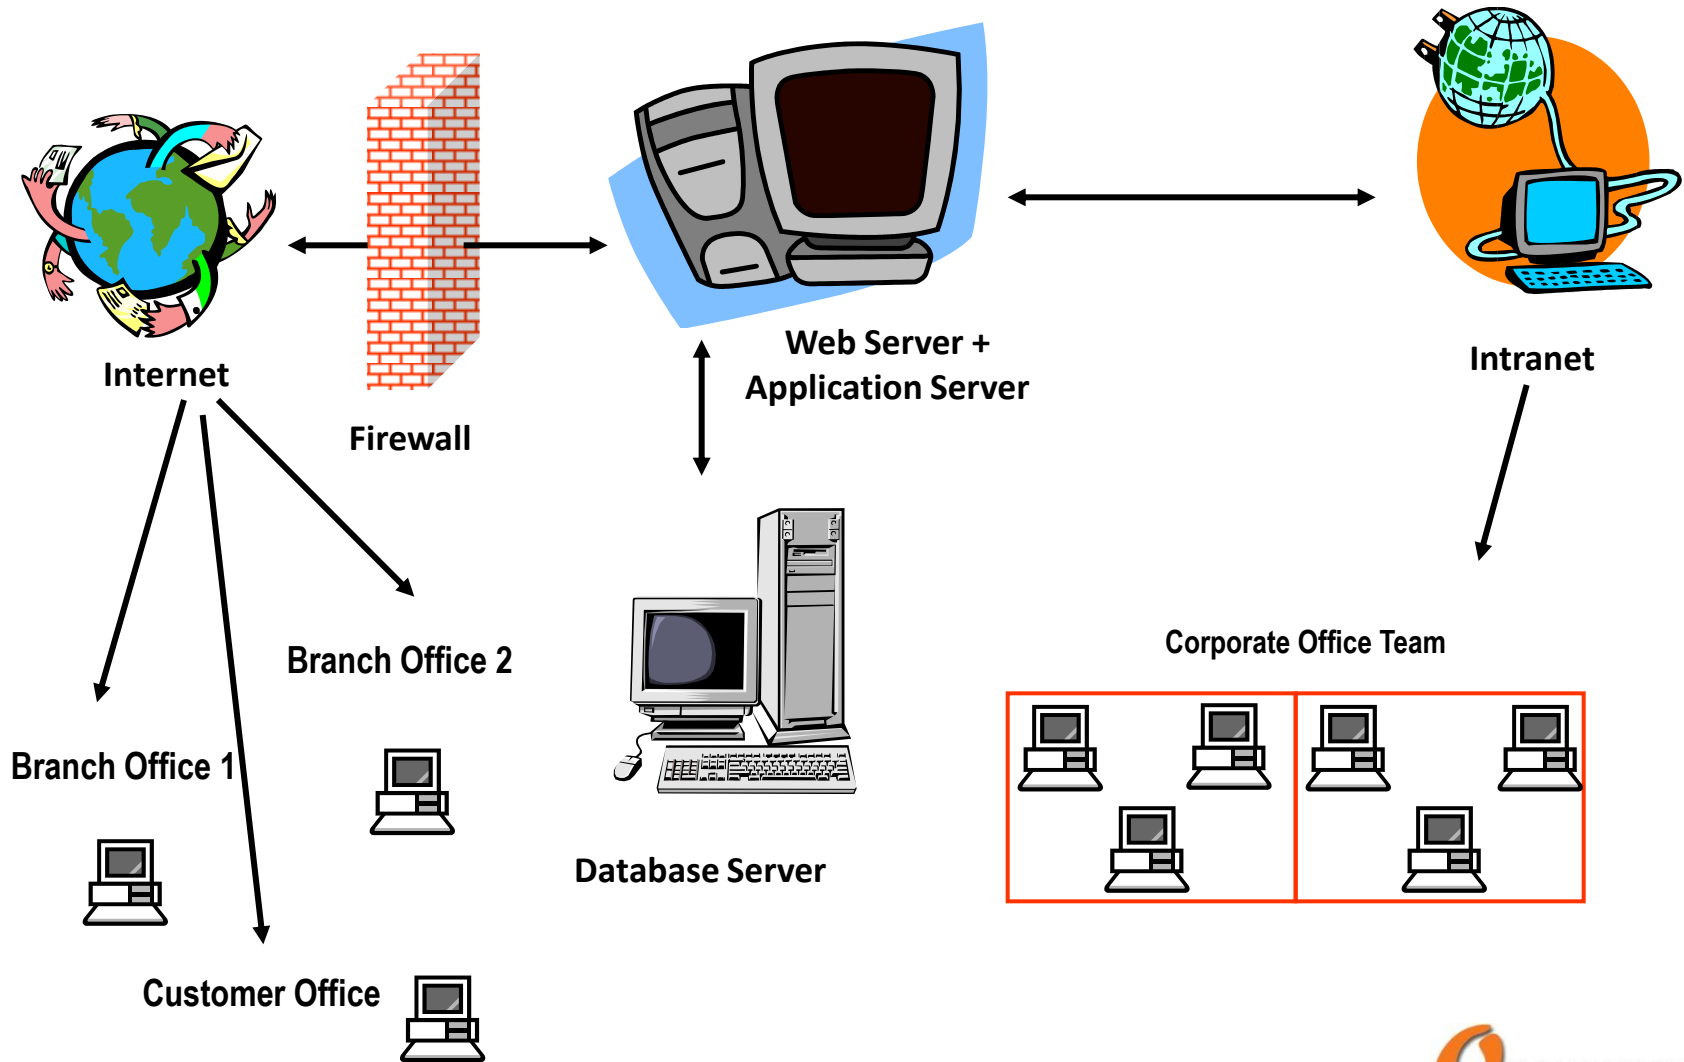 Internet
Firewall
Web Server +
Application Server
Intranet
Branch Office 2
Corporate Office Team
Branch Office 1
Database Server
Customer Office